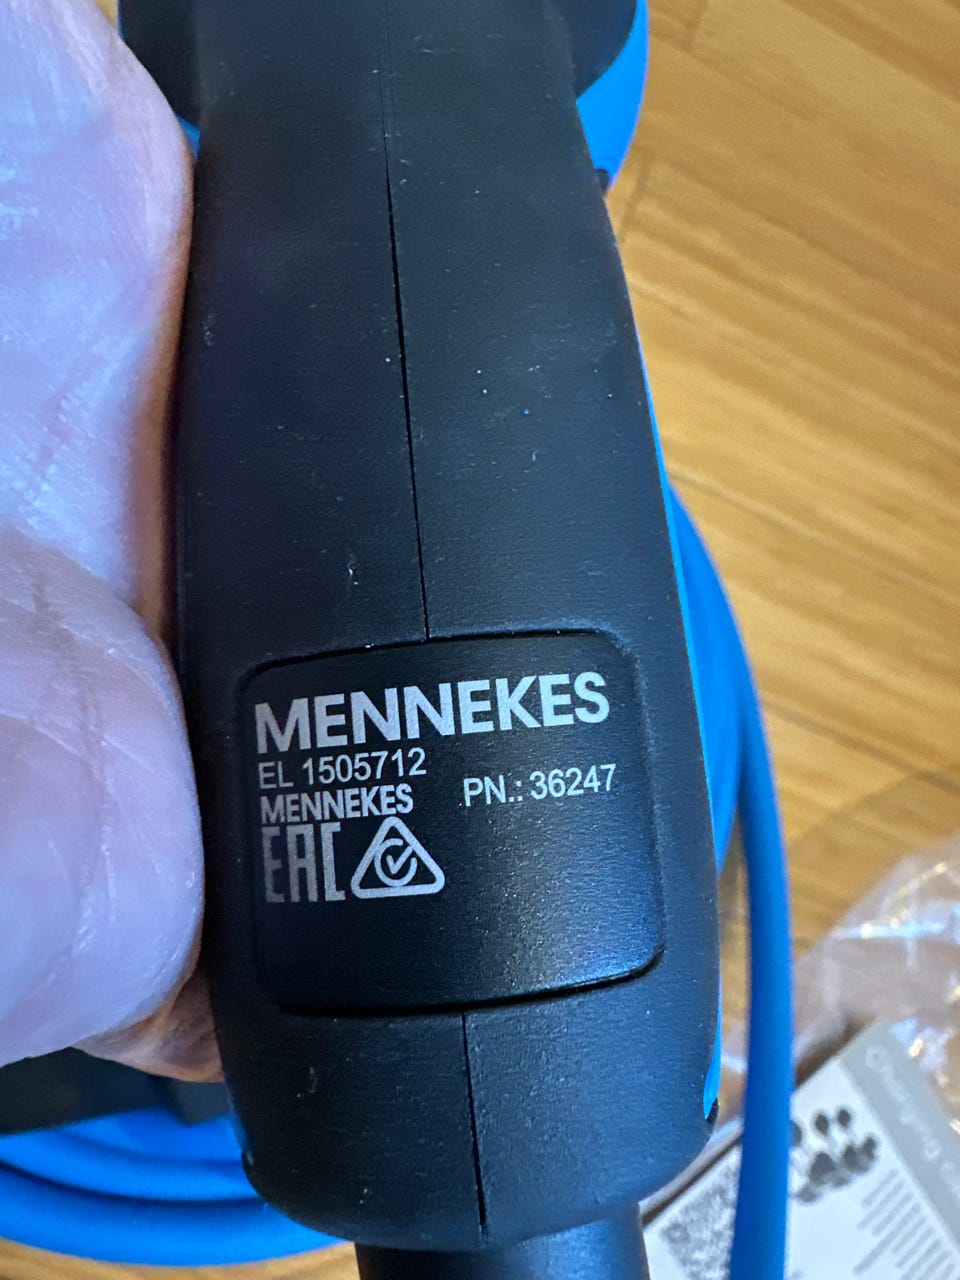 MENNEKES
EL 1505712
PN.: 36247
MENNEKES
EAC